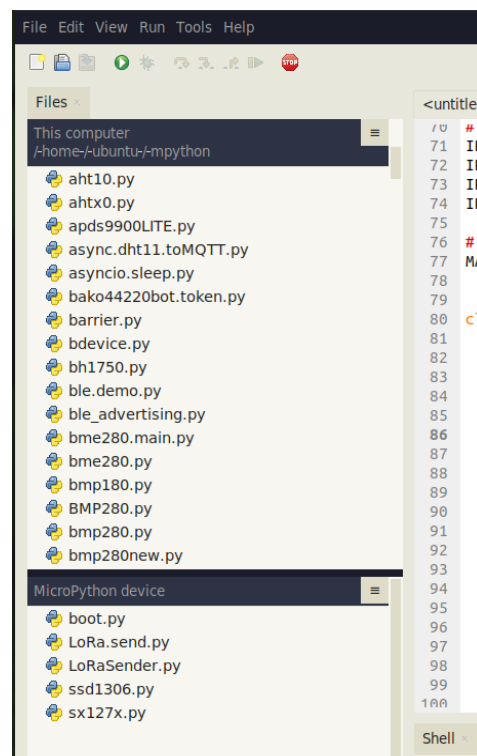 File Edit View Run Tools Help
STOP
Files ×
This computer
/-home-/-ubuntu-/-mpython
aht10.py
ahtx0.py
apds9900LITE.py
async.dht11.toMQTT.py
asyncio.sleep.py
bako44220bot.token.py
barrier.py
bdevice.py
bh1750.py
ble.demo.py
ble_advertising.py
bme280.main.py
bme280.py
bmp180.py
BMP280.py
bmp280.py
bmp280new.py
MicroPython device
boot.py
LoRa.send.py
LoRaSender.py
ssd1306.py
sx127x.py
<untitle
70 #
71
72
73
74
75
76 #
77
78
79
80
81
82
83
84
85
86
87
88
89
90
91
92
93
94
95
96
97
98
99
100
Shell ×